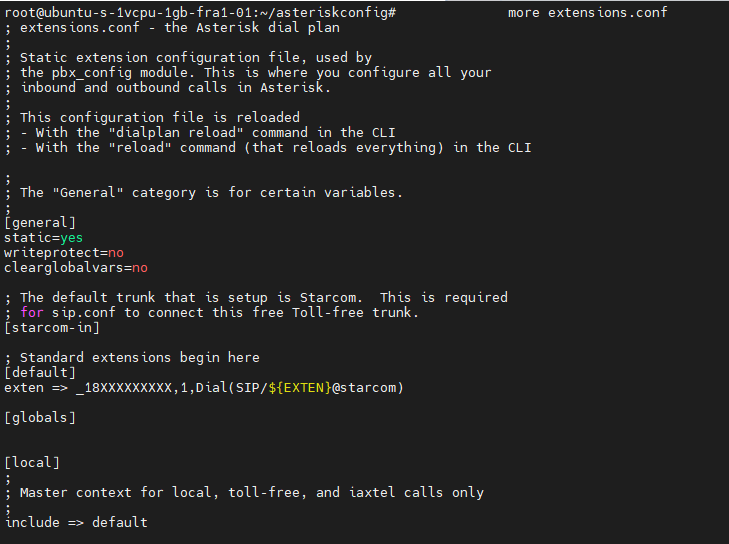 root@ubuntu-s-1vcpu-1gb-fra1-01:~/asteriskconfig#              more extensions.conf
; extensions.conf - the Asterisk dial plan
;
; Static extension configuration file, used by
; the pbx_config module. This is where you configure all your
; inbound and outbound calls in Asterisk.
;
; This configuration file is reloaded
; - With the "dialplan reload" command in the CLI
; - With the "reload" command (that reloads everything) in the CLI

;
; The "General" category is for certain variables.
;
[general]
static=yes
writeprotect=no
clearglobalvars=no

; The default trunk that is setup is Starcom.  This is required
; for sip.conf to connect this free Toll-free trunk.
[starcom-in]

; Standard extensions begin here
[default]
exten => _18XXXXXXXXX,1,Dial(SIP/${EXTEN}@starcom)

[globals]


[local]
;
; Master context for local, toll-free, and iaxtel calls only
;
include => default